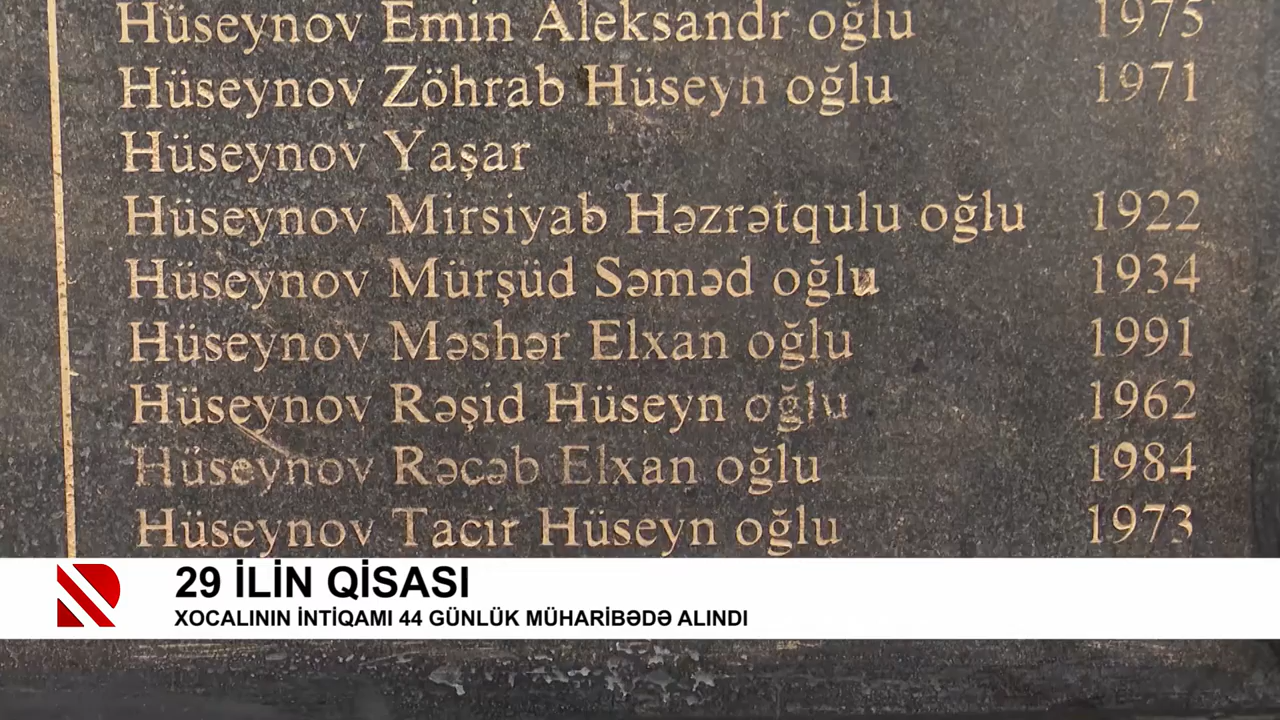 Hüseynov Emin Aleksandr oğlu 1975
Hüseynov Zöhrab Hüseyn oğlu 1971
Hüseynov Yaşar
Hüseynov Mirsiyab Həzrətqulu oğlu 1922
Hüseynov Mürşüd Səməd oğlu 1934
Hüseynov Məshər Elxan oğlu 1991
Hüseynov Rəşid Hüseyn oğlu 1962
Hüseynov Rəcəb Elxan oğlu 1984
Hüseynov Tacir Hüseyn oğlu 1973
29 İLİN QİSASI
XOCALININ İNTİQAMI 44 GÜNLÜK MÜHARİBƏDƏ ALINDI